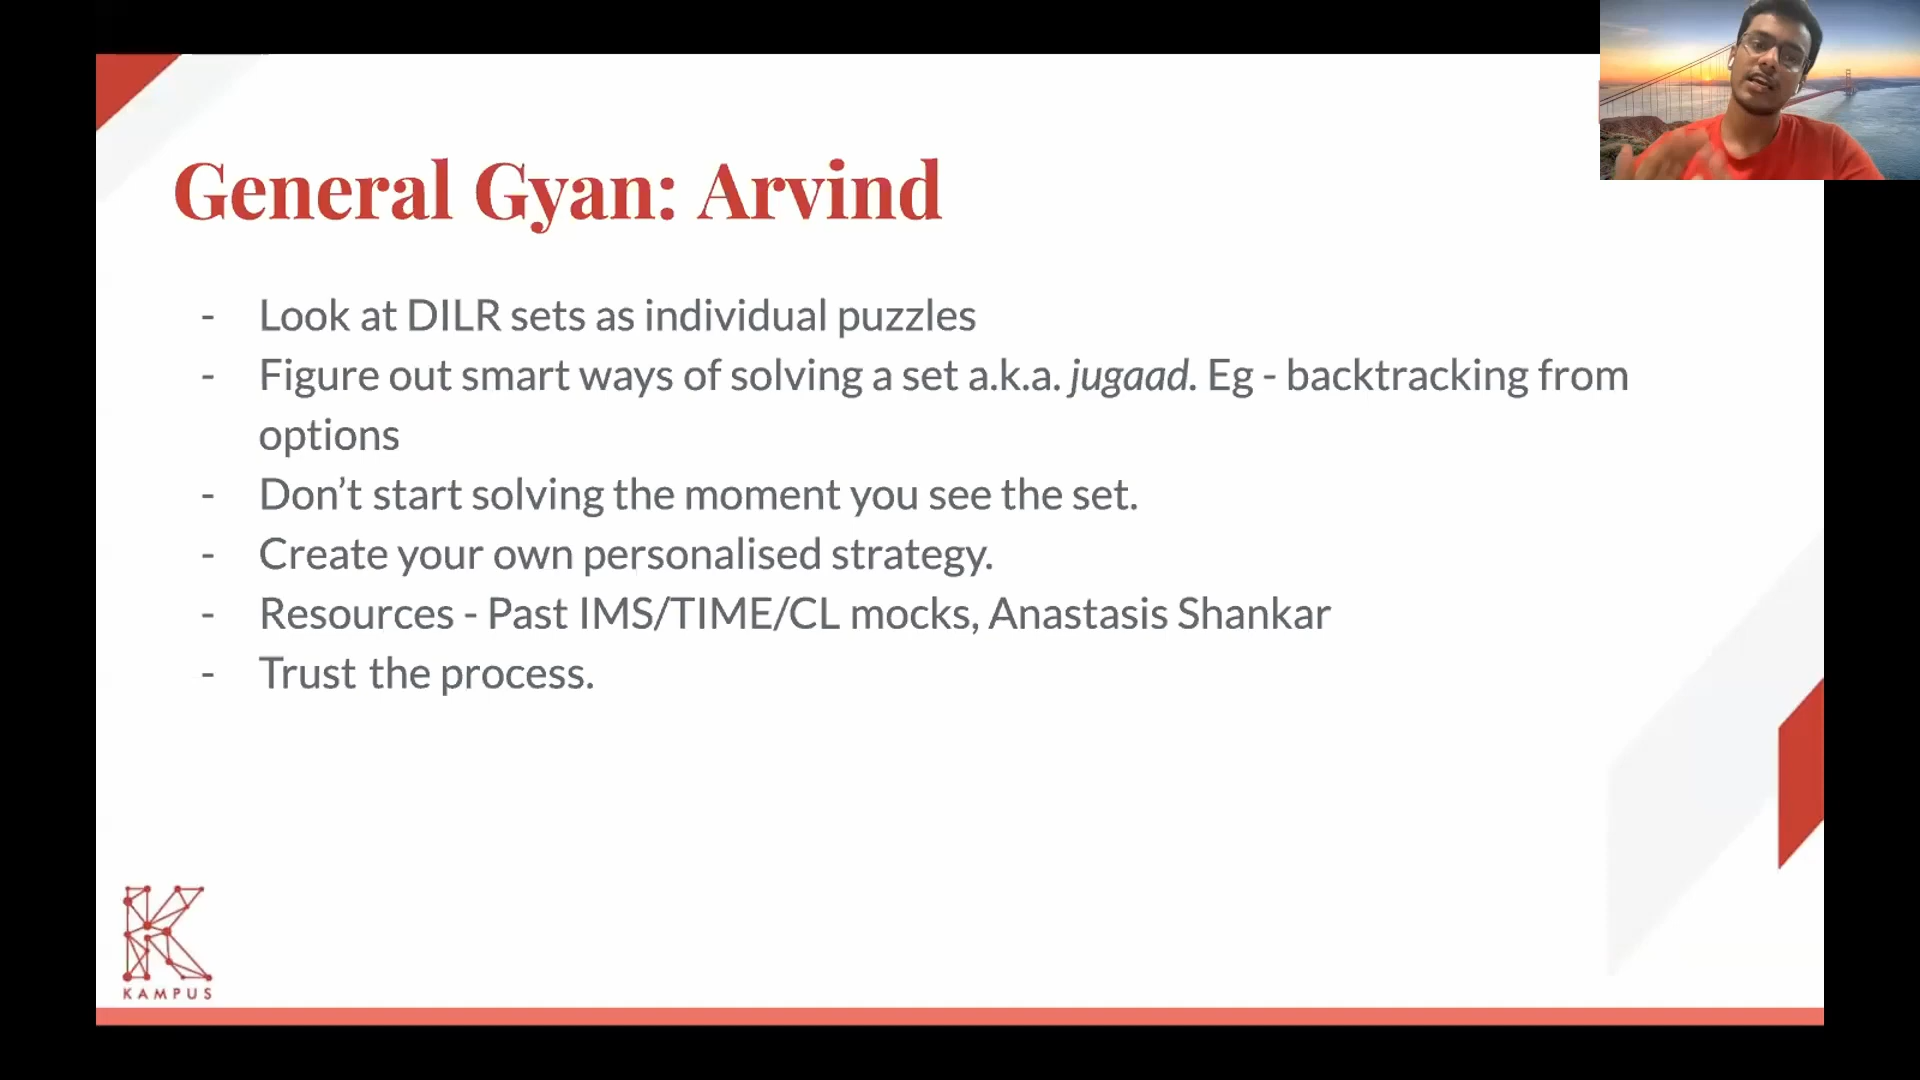 General Gyan: Arvind
- Look at DILR sets as individual puzzles
- Figure out smart ways of solving a set a.k.a. jugaad. Eg - backtracking from
options
- Don’t start solving the moment you see the set.
- Create your own personalised strategy.
- Resources - Past IMS/TIME/CL mocks, Anastasis Shankar
- Trust the process.
KAMPUS